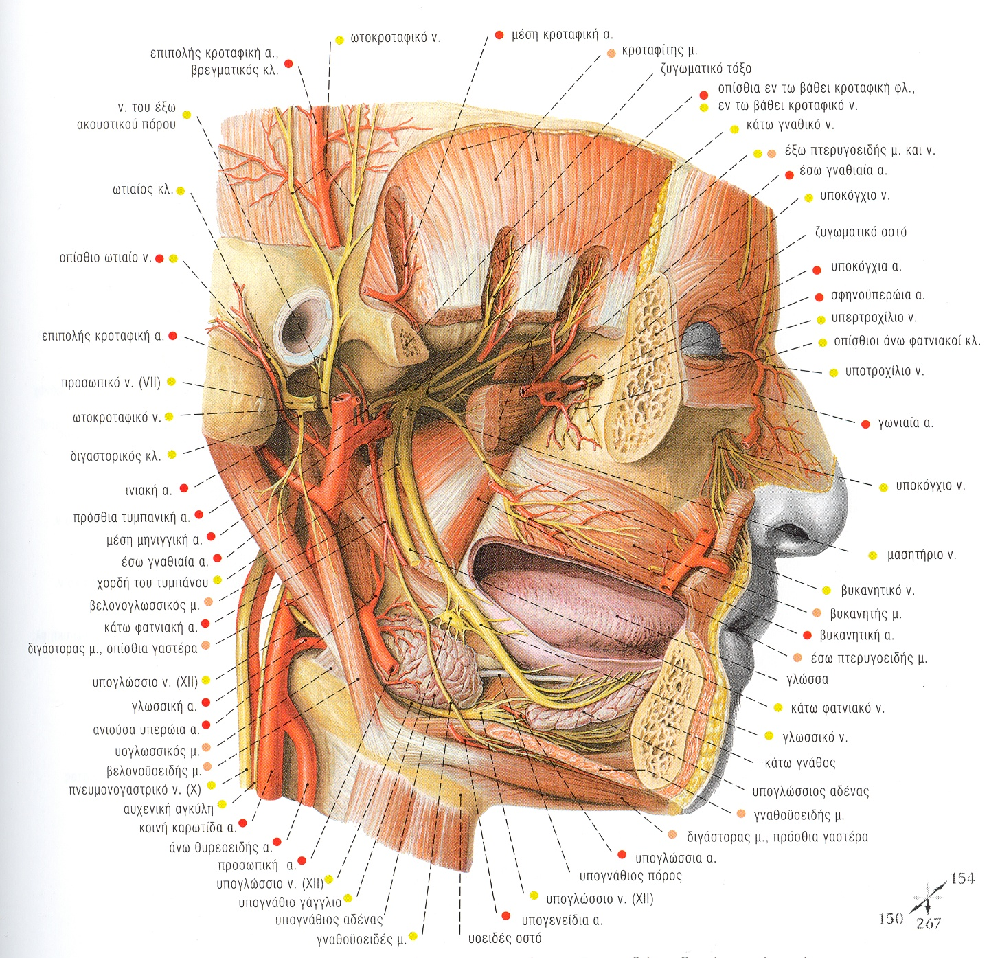 ωτοκροταφικό ν.
μέση κροταφική α.
επιπολής κροταφική α.,
βρεγματικός κλ.
κροταφίτης μ.
ζυγωματικό τόξο
οπίσθια εν τω βάθει κροταφική φλ.,
εν τω βάθει κροταφικό ν.
ν. του έξω
ακουστικού πόρου
κάτω γναθικό ν.
έξω πτερυγοειδής μ. και ν.
έσω γναθιαία α.
ωτιαίος κλ.
υποκόγχιο ν.
ζυγωματικό οστό
οπίσθιο ωτιαίο ν.
υποκόγχια α.
σφηνοϋπερώια α.
υπερτροχίλιο ν.
επιπολής κροταφική α.
οπίσθιοι άνω φατνιακοί κλ.
υποτροχίλιο ν.
προσωπικό ν. (VII)
ωτοκροταφικό ν.
γωνιαία α.
διγαστορικός κλ.
ινιακή α.
υποκόγχιο ν.
πρόσθια τυμπανική α.
μέση μηνιγγική α.
έσω γναθιαία α.
μασητήριο ν.
χορδή του τυμπάνου
βυκανητικό ν.
βελονογλωσσικός μ.
βυκανητής μ.
κάτω φατνιακή α.
βυκανητική α.
διγάστορας μ., οπίσθια γαστέρα
έσω πτερυγοειδής μ.
υπογλώσσιο ν. (XII)
γλώσσα
γλωσσική α.
κάτω φατνιακό ν.
ανιούσα υπερώια α.
γλωσσικό ν.
υογλωσσικός μ.
κάτω γνάθος
βελονοϋοειδής μ.
πνευμονογαστρικό ν. (X)
υπογλώσσιος αδένας
αυχενική αγκύλη
γναθοϋοειδής μ.
κοινή καρωτίδα α.
διγάστορας μ., πρόσθια γαστέρα
άνω θυρεοειδής α.
υπογλώσσια α.
προσωπική α.
υπογνάθιος πόρος
υπογλώσσιο ν. (XII)
υπογλώσσιο ν. (XII)
υπογνάθιο γάγγλιο
υπογνάθιος αδένας
υπογενείδια α.
γναθοϋοειδές μ.
υοειδές οστό
154
150
267